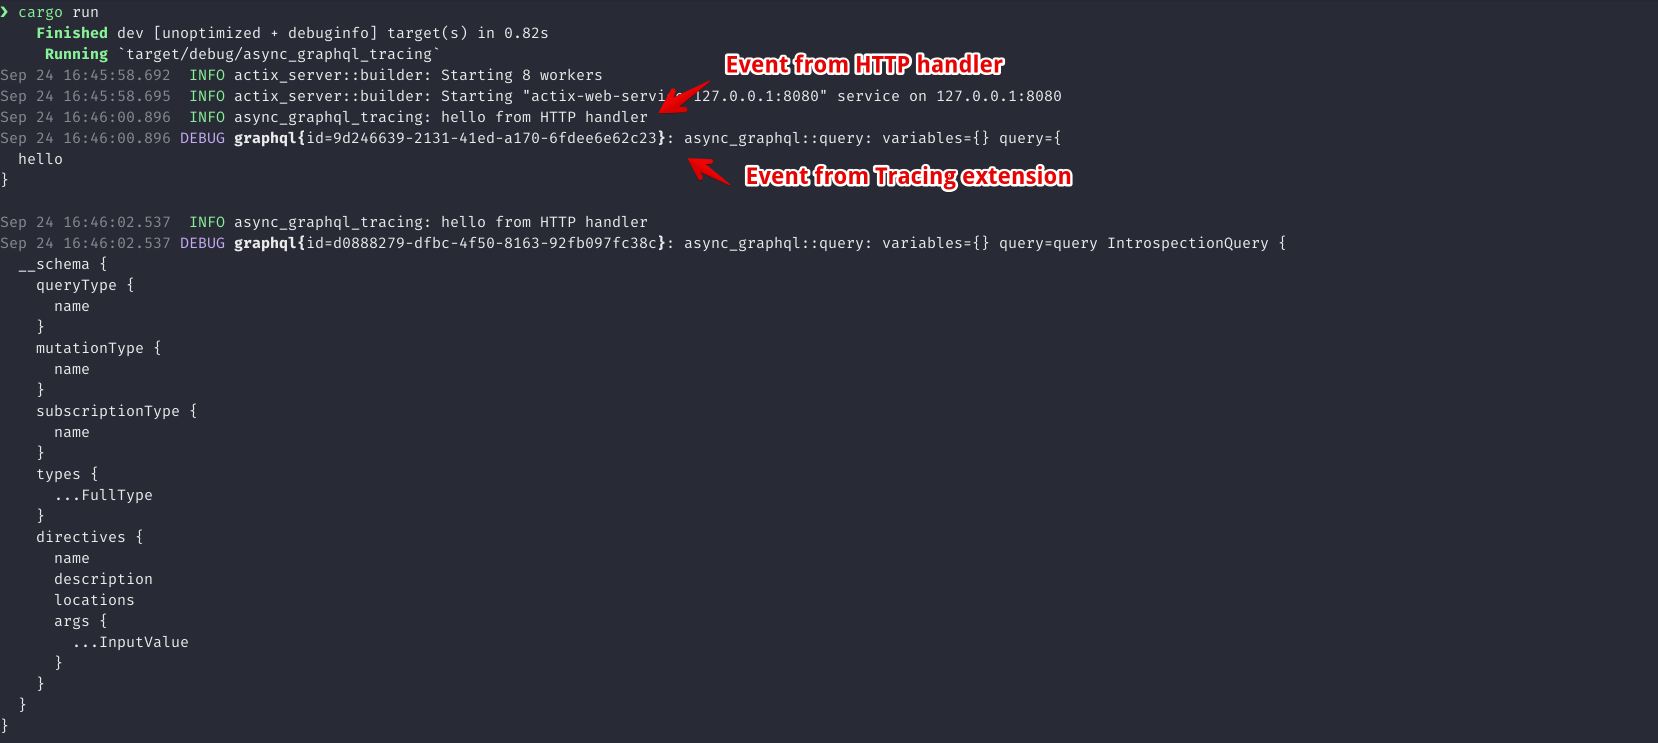 ❯ cargo run
    Finished dev [unoptimized + debuginfo] target(s) in 0.82s
     Running `target/debug/async_graphql_tracing`
Sep 24 16:45:58.692  INFO actix_server::builder: Starting 8 workers
Event from HTTP handler
Sep 24 16:45:58.695  INFO actix_server::builder: Starting "actix-web-servic 127.0.0.1:8080" service on 127.0.0.1:8080
Sep 24 16:46:00.896  INFO async_graphql_tracing: hello from HTTP handler
Sep 24 16:46:00.896 DEBUG graphql{id=9d246639-2131-41ed-a170-6fdee6e62c23}: async_graphql::query: variables={} query={
  hello
Event from Tracing extension
}
Sep 24 16:46:02.537  INFO async_graphql_tracing: hello from HTTP handler
Sep 24 16:46:02.537 DEBUG graphql{id=d0888279-dfbc-4f50-8163-92fb097fc38c}: async_graphql::query: variables={} query=query IntrospectionQuery {
  __schema {
    queryType {
      name
    }
    mutationType {
      name
    }
    subscriptionType {
      name
    }
    types {
      ...FullType
    }
    directives {
      name
      description
      locations
      args {
        ...InputValue
      }
    }
  }
}